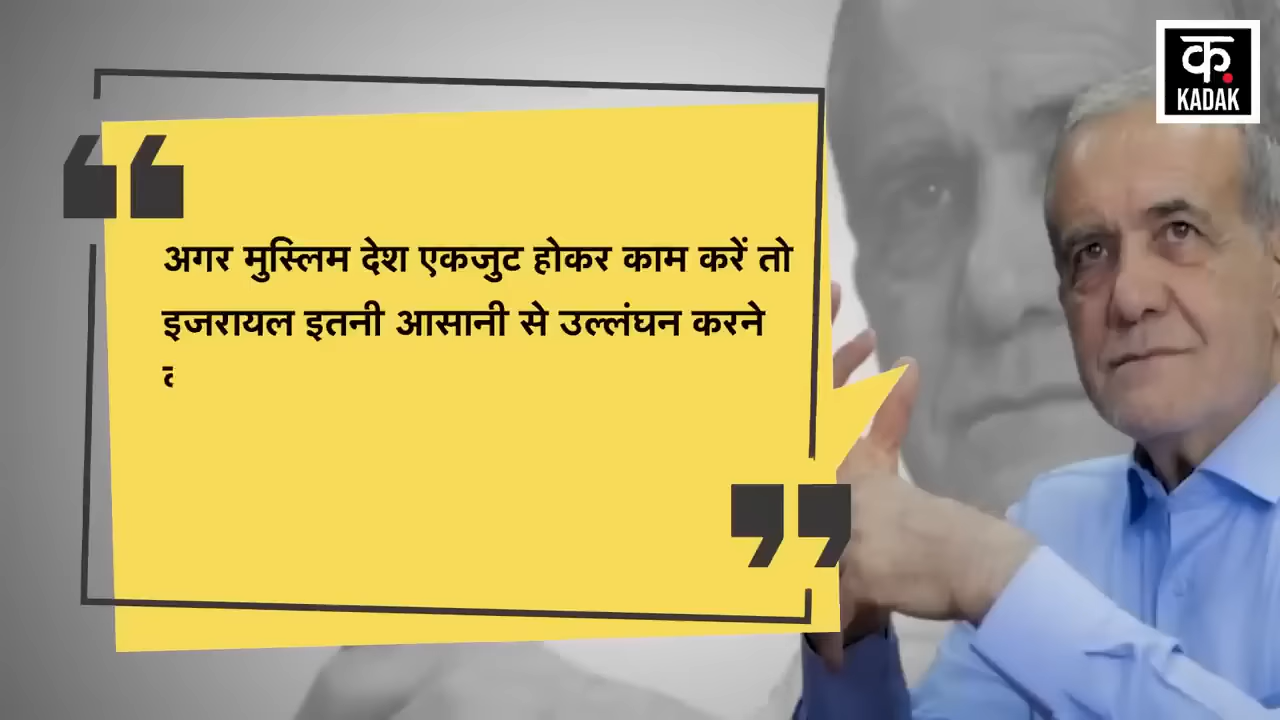 क
KADAK
अगर मुस्लिम देश एकजुट होकर काम करें तो
इजरायल इतनी आसानी से उल्लंघन करने